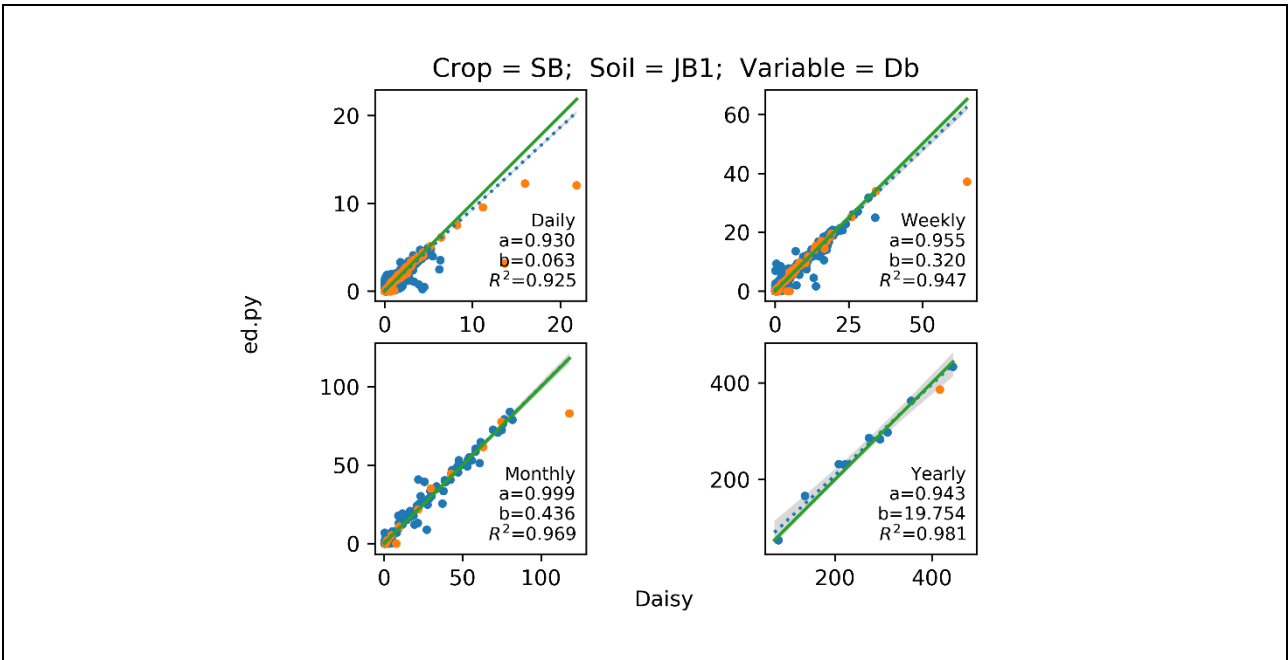 Crop = SB;  Soil = JB1;  Variable = Db
20
10
0
Daily
a=0.930
b=0.063
R²=0.925
0 10 20
60
40
20
0
Weekly
a=0.955
b=0.320
R²=0.947
0 25 50
ed.py
100
50
0
Monthly
a=0.999
b=0.436
R²=0.969
0 50 100
400
200
Yearly
a=0.943
b=19.754
R²=0.981
200 400
Daisy